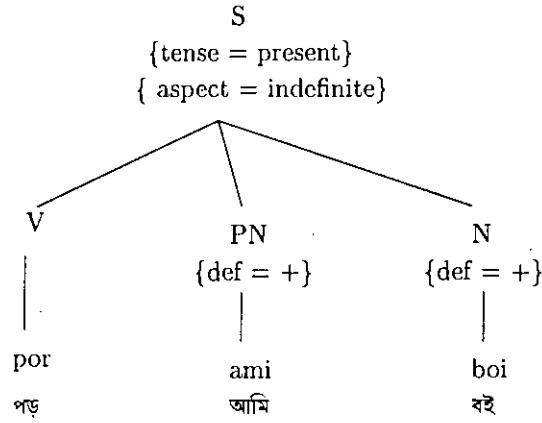 S
{tense = present}
{ aspect = indefinite}
V PN N
{def = +} {def = +}
por ami boi
পড় আমি বই